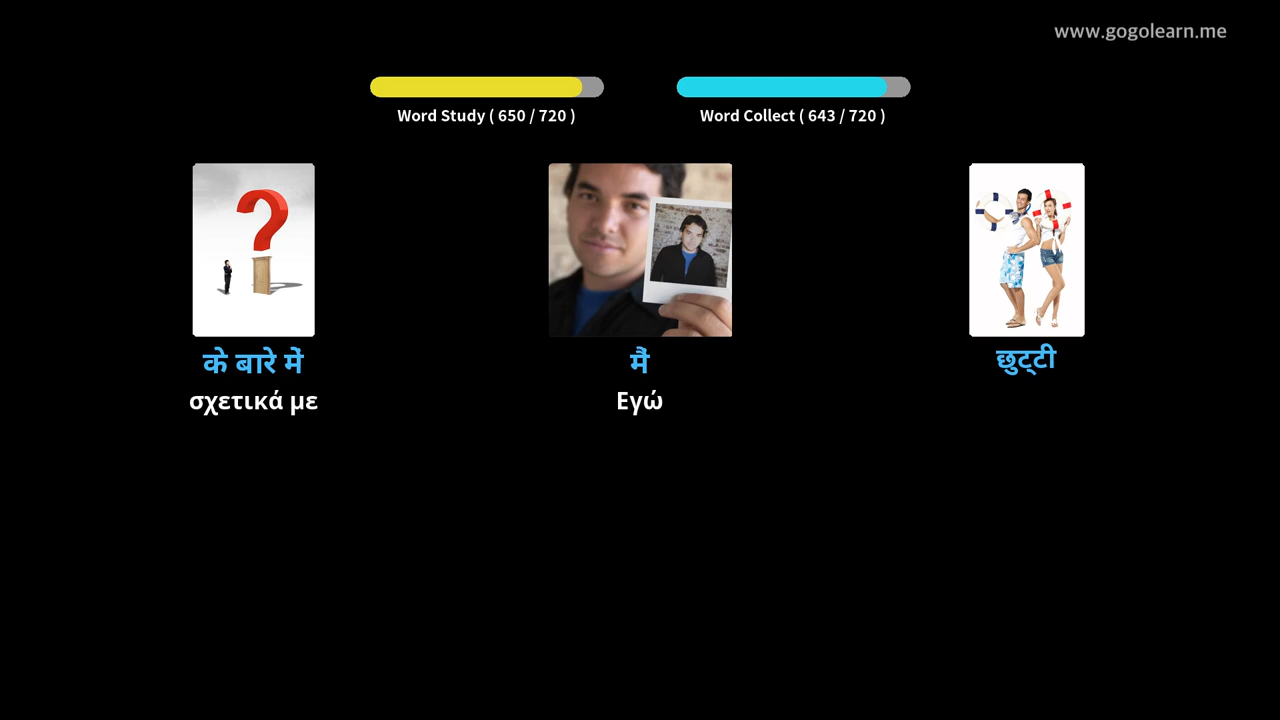 www.gogolearn.me
Word Study ( 650 / 720 )
Word Collect ( 643 / 720 )
के बारे में
मैं
छुट्टी
σχετικά με
Εγώ